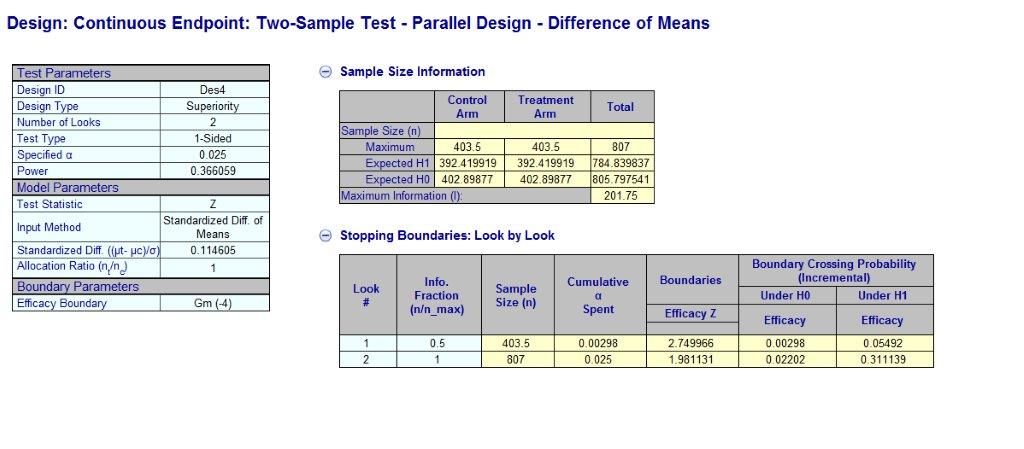 Design: Continuous Endpoint: Two-Sample Test - Parallel Design - Difference of Means
Test Parameters
Design ID Des4
Design Type Superiority
Number of Looks 2
Test Type 1-Sided
Specified α 0.025
Power 0.366059
Model Parameters
Test Statistic Z
Input Method Standardized Diff. of Means
Standardized Diff. ((μt- μc)/σ) 0.114605
Allocation Ratio (nt/nc) 1
Boundary Parameters
Efficacy Boundary Gm (-4)
Sample Size Information
Control Arm Treatment Arm Total
Sample Size (n)
Maximum 403.5 403.5 807
Expected H1 392.419919 392.419919 784.839837
Expected H0 402.89877 402.89877 805.797541
Maximum Information (I): 201.75
Stopping Boundaries: Look by Look
Look # Info. Fraction (n/n_max) Sample Size (n) Cumulative α Spent Boundaries Boundary Crossing Probability (Incremental)
Efficacy Z Under H0 Under H1
Efficacy Efficacy
1 0.5 403.5 0.00298 2.749966 0.00298 0.05492
2 1 807 0.025 1.981131 0.02202 0.311139